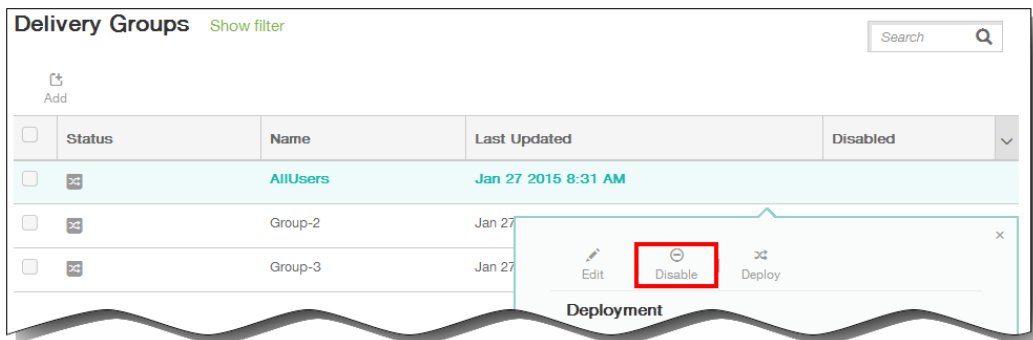 Delivery Groups Show filter
Search
Add
Status Name Last Updated Disabled
AllUsers Jan 27 2015 8:31 AM
Group-2 Jan 27
Group-3 Jan 27
Edit Disable Deploy
Deployment